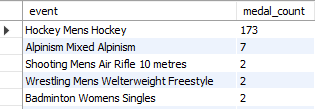 event medal_count
Hockey Mens Hockey 173
Alpinism Mixed Alpinism 7
Shooting Mens Air Rifle 10 metres 2
Wrestling Mens Welterweight Freestyle 2
Badminton Womens Singles 2